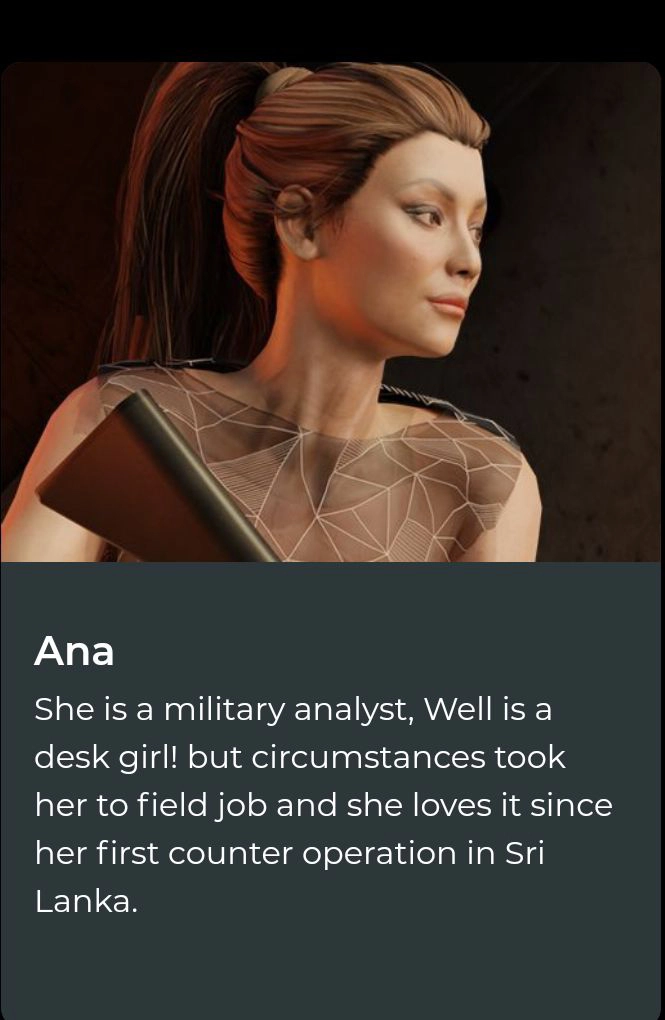 Ana
She is a military analyst, Well is a
desk girl! but circumstances took
her to field job and she loves it since
her first counter operation in Sri
Lanka.